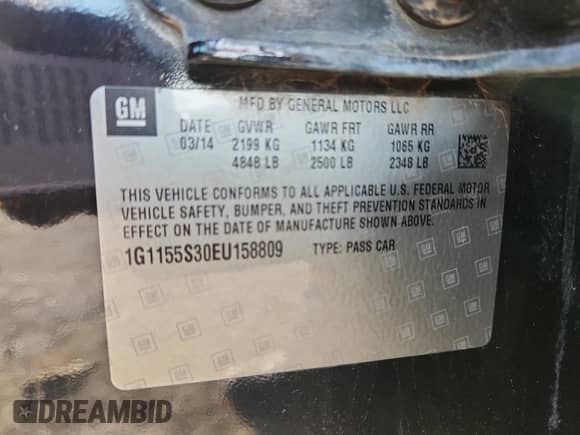 GM
MFD BY GENERAL MOTORS LLC
DATE GVWR GAWR FRT GAWR RR
03/14 2199 KG 1134 KG 1065 KG
4848 LB 2500 LB 2348 LB
THIS VEHICLE CONFORMS TO ALL APPLICABLE U.S. FEDERAL MOTOR
VEHICLE SAFETY, BUMPER, AND THEFT PREVENTION STANDARDS IN
EFFECT ON THE DATE OF MANUFACTURE SHOWN ABOVE.
1G1155S30EU158809 TYPE: PASS CAR
DREAMBID